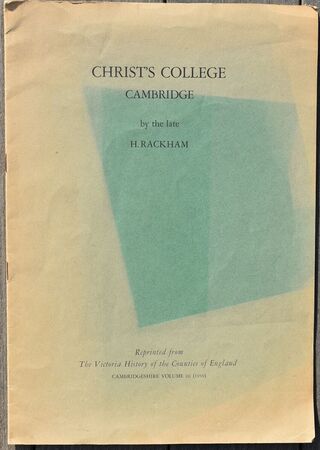 CHRIST'S COLLEGE
CAMBRIDGE
by the late
H. RACKHAM
Reprinted from
The Victoria History of the Counties of England
CAMBRIDGESHIRE VOLUME III